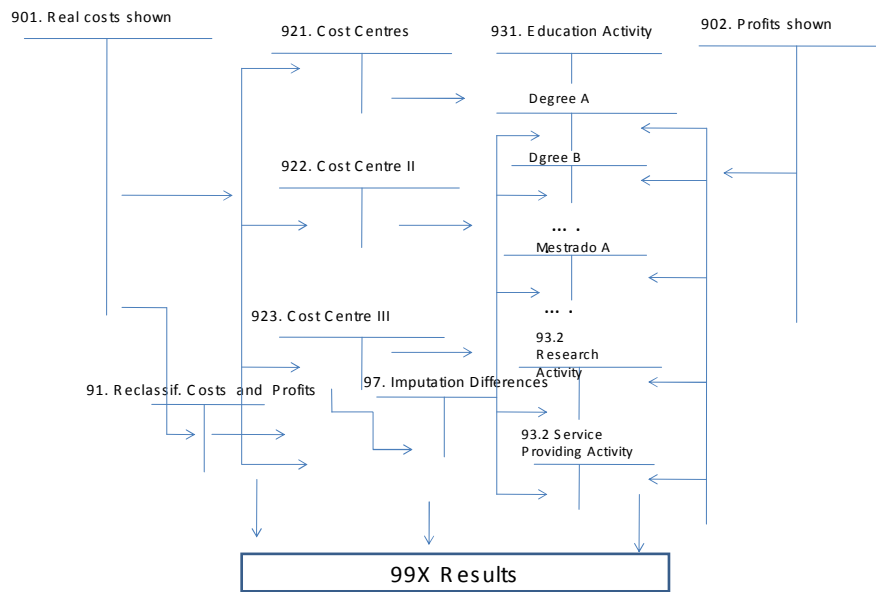 901. Real costs shown
921. Cost Centres
931. Education Activity
902. Profits shown
Degree A
Dgree B
922. Cost Centre II
... .
Mestrado A
... .
923. Cost Centre III
93.2
Research
Activity
91. Reclassif. Costs and Profits
97. Imputation Differences
93.2 Service
Providing Activity
99X Results